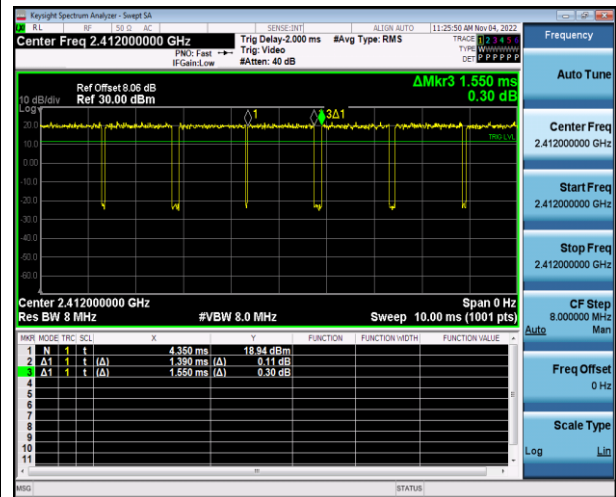 Keysight Spectrum Analyzer - Swept SA
RL RF 50 Ω AC SENSE:INT ALIGN AUTO 11:25:50 AM Nov 04, 2022
Center Freq 2.412000000 GHz
PNO: Fast
IFGain:Low
Trig Delay-2.000 ms
Trig: Video
#Atten: 40 dB
#Avg Type: RMS
TRACE 1 2 3 4 5 6
TYPE WWWWWW
DET P P P P P P
Ref Offset 8.06 dB
10 dB/div Ref 30.00 dBm
Log
ΔMkr3 1.550 ms
0.30 dB
1
3Δ1
TRIG LVL
20.0
10.0
0.00
-10.0
-20.0
-30.0
-40.0
-50.0
-60.0
Center 2.412000000 GHz Span 0 Hz
Res BW 8 MHz #VBW 8.0 MHz Sweep 10.00 ms (1001 pts)
MKR MODE TRC SCL X Y FUNCTION FUNCTION WIDTH FUNCTION VALUE
1 N 1 t 4.350 ms 18.94 dBm
2 Δ1 1 t (Δ) 1.390 ms (Δ) 0.11 dB
3 Δ1 1 t (Δ) 1.550 ms (Δ) 0.30 dB
4
5
6
7
8
9
10
11
MSG STATUS
Frequency
Auto Tune
Center Freq
2.412000000 GHz
Start Freq
2.412000000 GHz
Stop Freq
2.412000000 GHz
CF Step
8.000000 MHz
Auto Man
Freq Offset
0 Hz
Scale Type
Log Lin